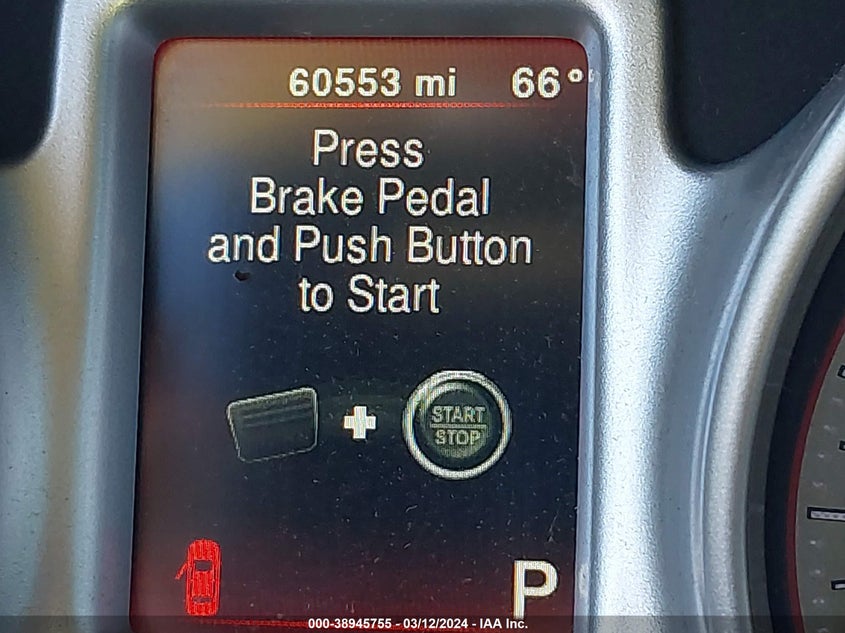 60553 mi 66°
Press
Brake Pedal
and Push Button
to Start
START
STOP
P
000-38945755 - 03/12/2024 - IAA Inc.